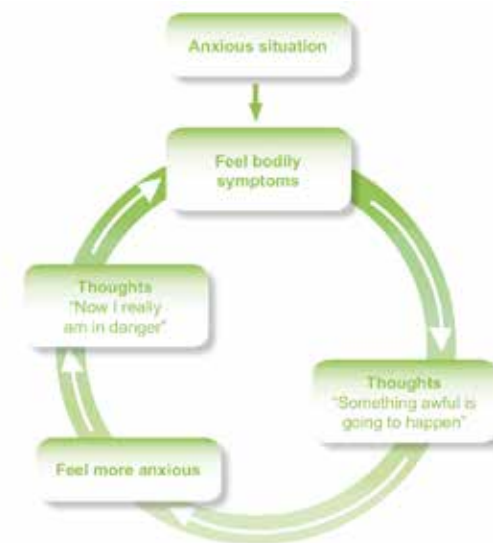 Anxious situation
Feel bodily
symptoms
Thoughts
"Something awful is
going to happen"
Feel more anxious
Thoughts
"Now I really
am in danger"